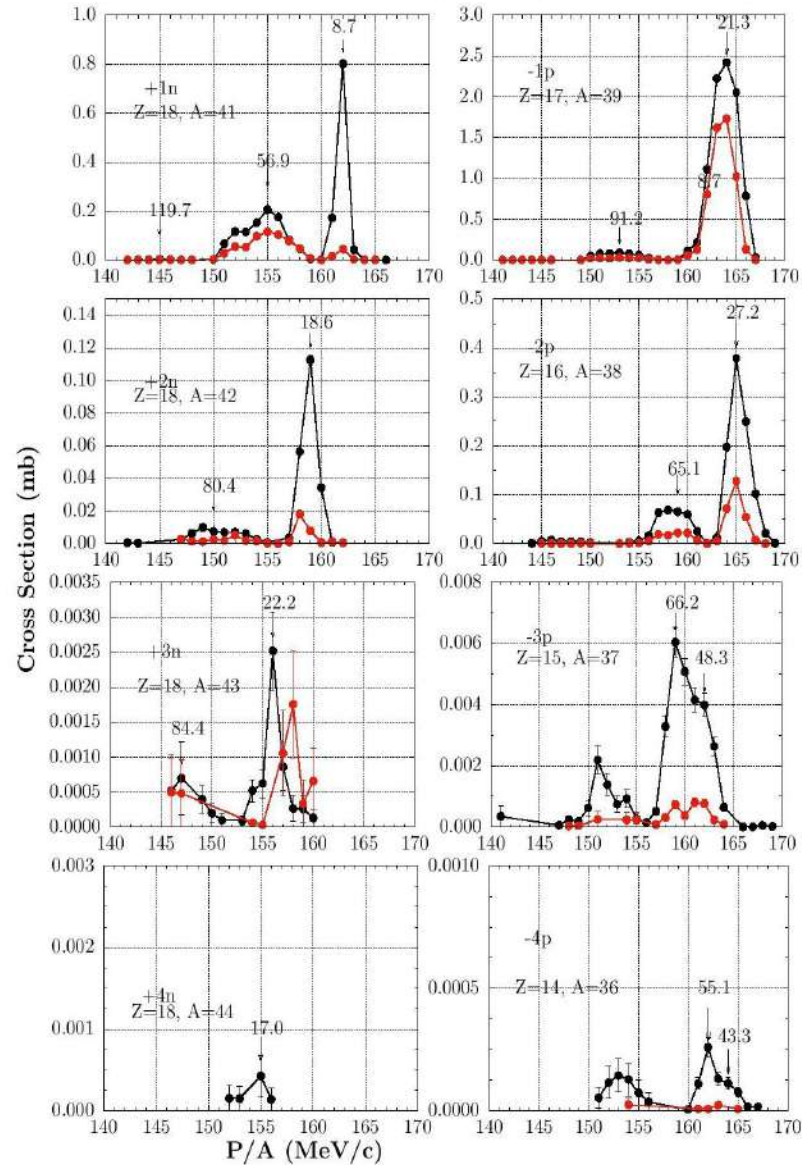 8.7
1.0
0.8
0.6
0.4
0.2
0.0
+1n
Z=18, A=41
56.9
119.7
140 145 150 155 160 165 170
21.3
3.0
2.5
2.0
1.5
1.0
0.5
0.0
-1p
Z=17, A=39
8.7
91.2
140 145 150 155 160 165 170
18.6
0.14
0.12
0.10
0.08
0.06
0.04
0.02
0.00
+2n
Z=18, A=42
80.4
140 145 150 155 160 165 170
27.2
0.5
0.4
0.3
0.2
0.1
0.0
-2p
Z=16, A=38
65.1
140 145 150 155 160 165 170
Cross Section (mb)
22.2
0.0035
0.0030
0.0025
0.0020
0.0015
0.0010
0.0005
0.0000
+3n
Z=18, A=43
84.4
140 145 150 155 160 165 170
66.2
0.008
0.006
0.004
0.002
0.000
-3p
Z=15, A=37
48.3
140 145 150 155 160 165 170
0.003
0.002
0.001
0.000
+4n
Z=18, A=44
17.0
140 145 150 155 160 165 170
0.0010
0.0005
0.0000
-4p
Z=14, A=36
55.1
43.3
140 145 150 155 160 165 170
P/A (MeV/c)